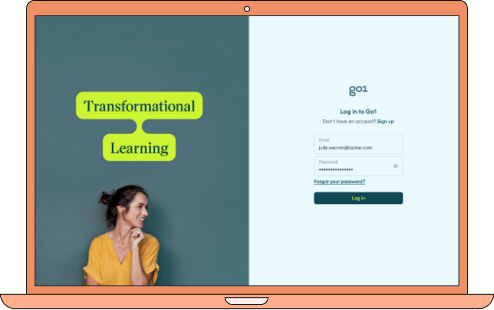 Transformational
Learning
go1
Log in to Go1
Don't have an account? Sign up
Email
julie.warren@acme.com
Password
•••••••••••••••
Forgot your password?
Log in